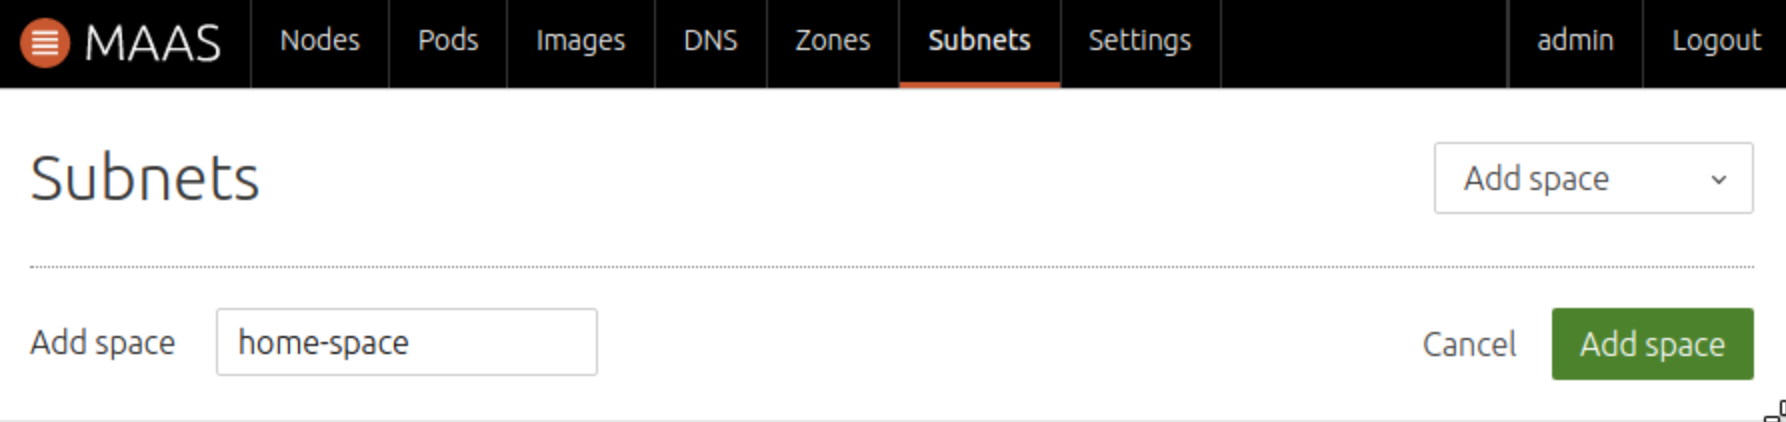 MAAS Nodes Pods Images DNS Zones Subnets Settings admin Logout
Subnets Add space
Add space home-space Cancel Add space